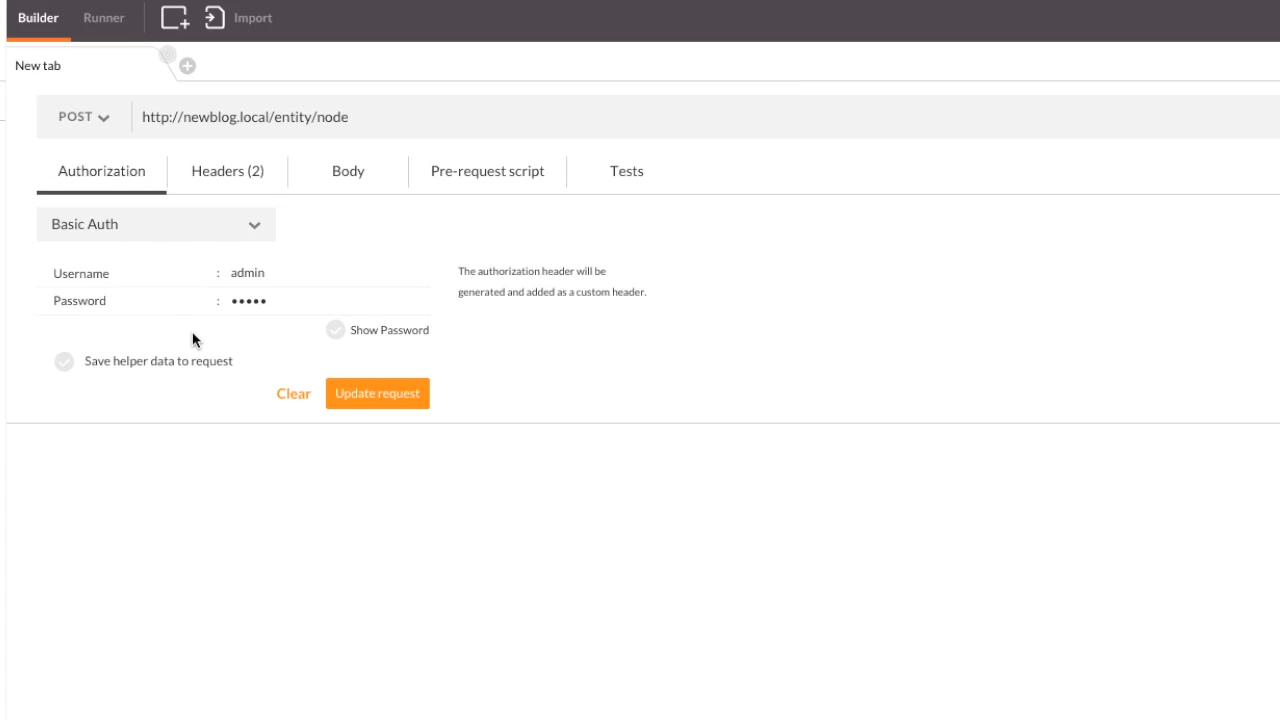 Builder Runner Import
New tab
POST http://newblog.local/entity/node
Authorization Headers (2) Body Pre-request script Tests
Basic Auth
Username : admin
The authorization header will be
generated and added as a custom header.
Password : •••••
Show Password
Save helper data to request
Clear Update request